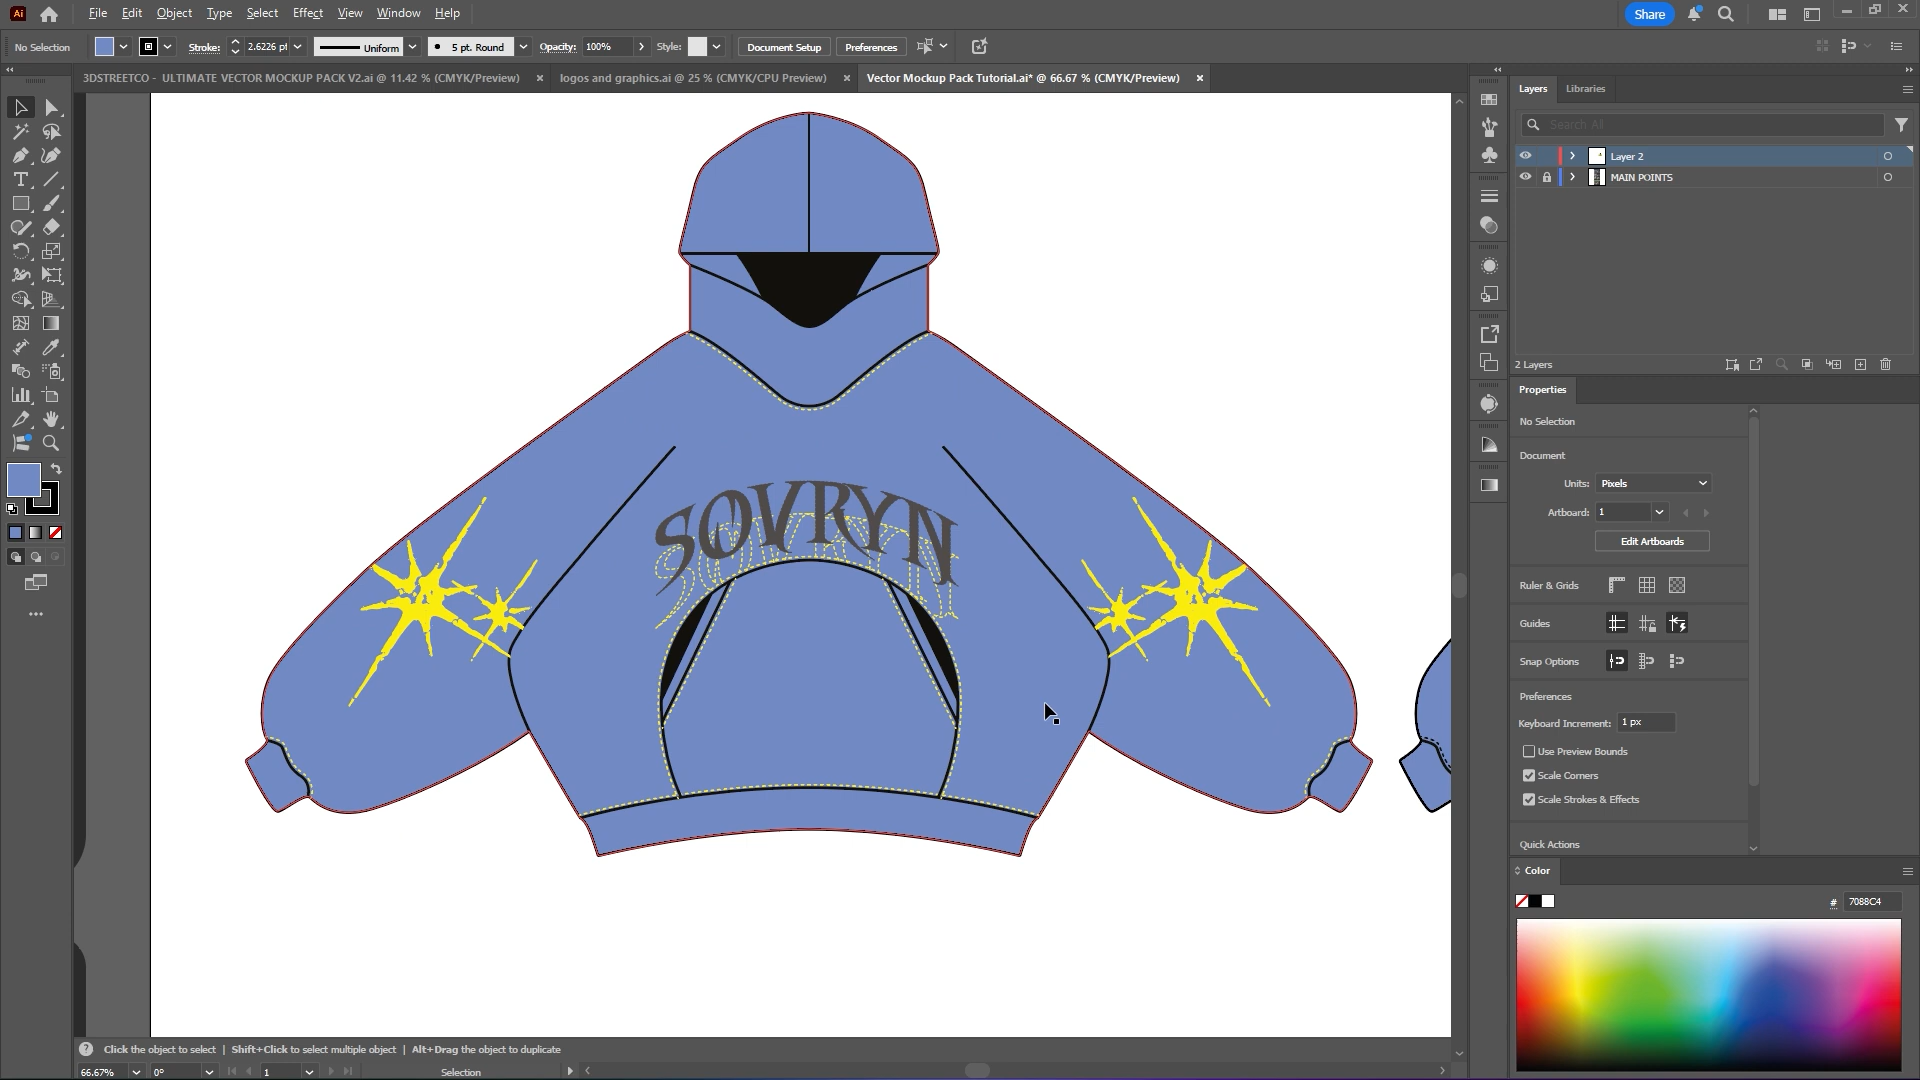 Ai File Edit Object Type Select Effect View Window Help Share
No Selection Stroke: 2.6226 pt Uniform 5 pt. Round Opacity: 100% Style: Document Setup Preferences
3DSTREETCO - ULTIMATE VECTOR MOCKUP PACK V2.ai @ 11.42 % (CMYK/Preview) × logos and graphics.ai @ 25 % (CMYK/CPU Preview) × Vector Mockup Pack Tutorial.ai* @ 66.67 % (CMYK/Preview) ×
Layers Libraries
Search All
Layer 2
MAIN POINTS
2 Layers
Properties
No Selection
Document
Units: Pixels
Artboard: 1
Edit Artboards
Ruler & Grids
Guides
Snap Options
Preferences
Keyboard Increment: 1 px
Use Preview Bounds
Scale Corners
Scale Strokes & Effects
Quick Actions
Color
# 7088C4
SOVRYN
SOVRYN
? Click the object to select | Shift+Click to select multiple object | Alt+Drag the object to duplicate
66.67% 0° 1 Selection